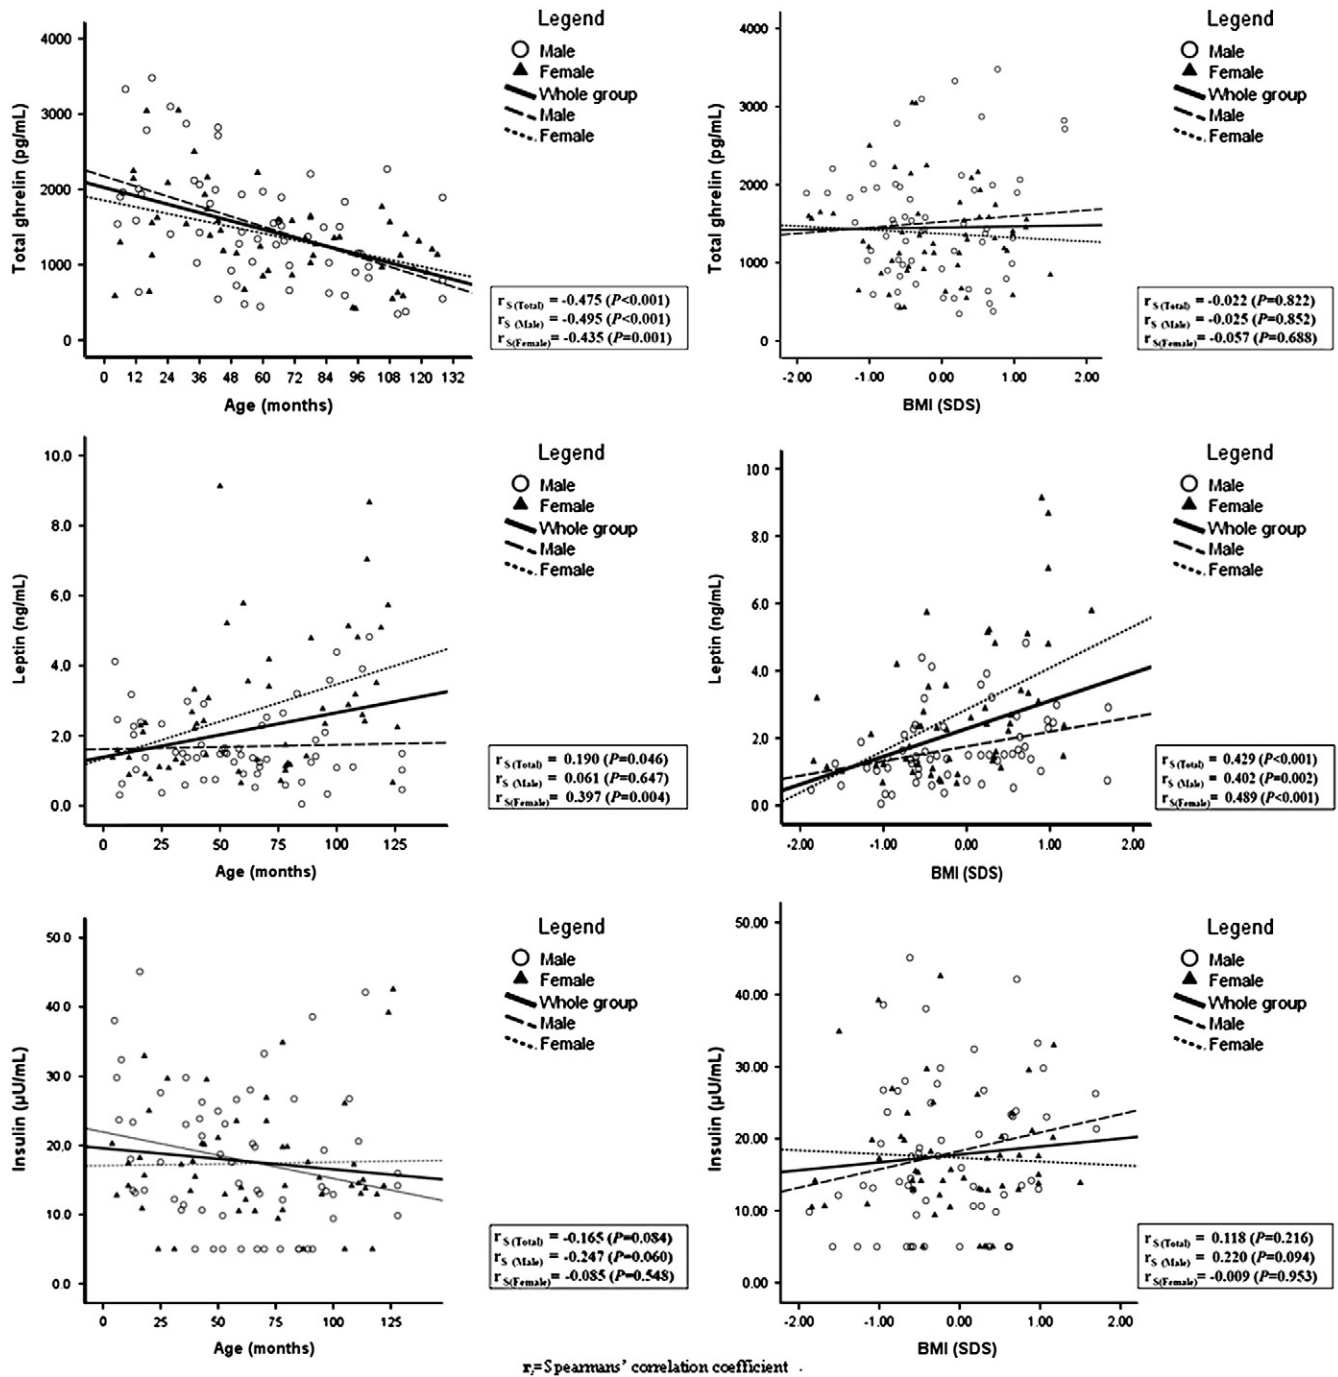 Legend
Male
Female
Whole group
Male
Female
4000
3000
2000
1000
0
Total ghrelin (pg/mL)
0 12 24 36 48 60 72 84 96 108 120 132
Age (months)
rS (Total) = -0.475 (P<0.001)
rS (Male) = -0.495 (P<0.001)
rS(Female)= -0.435 (P=0.001)
Legend
Male
Female
Whole group
Male
Female
4000
3000
2000
1000
0
Total ghrelin (pg/mL)
-2.00 -1.00 0.00 1.00 2.00
BMI (SDS)
rS (Total) = -0.022 (P=0.822)
rS (Male) = -0.025 (P=0.852)
rS(Female)= -0.057 (P=0.688)
Legend
Male
Female
Whole group
Male
Female
10.0
8.0
6.0
4.0
2.0
0.0
Leptin (ng/mL)
0 25 50 75 100 125
Age (months)
rS (Total) = 0.190 (P=0.046)
rS (Male) = 0.061 (P=0.647)
rS(Female)= 0.397 (P=0.004)
Legend
Male
Female
Whole group
Male
Female
10.0
8.0
6.0
4.0
2.0
0.0
Leptin (ng/mL)
-2.00 -1.00 0.00 1.00 2.00
BMI (SDS)
rS (Total) = 0.429 (P<0.001)
rS (Male) = 0.402 (P=0.002)
rS(Female)= 0.489 (P<0.001)
Legend
Male
Female
Whole group
Male
Female
50.0
40.0
30.0
20.0
10.0
0.0
Insulin (µU/mL)
0 25 50 75 100 125
Age (months)
rS (Total) = -0.165 (P=0.084)
rS (Male) = -0.247 (P=0.060)
rS(Female)= -0.085 (P=0.548)
Legend
Male
Female
Whole group
Male
Female
50.00
40.00
30.00
20.00
10.00
0.00
Insulin (µU/mL)
-2.00 -1.00 0.00 1.00 2.00
BMI (SDS)
rS (Total) = 0.118 (P=0.216)
rS (Male) = 0.220 (P=0.094)
rS(Female)= -0.009 (P=0.953)
rs=Spearmans' correlation coefficient .